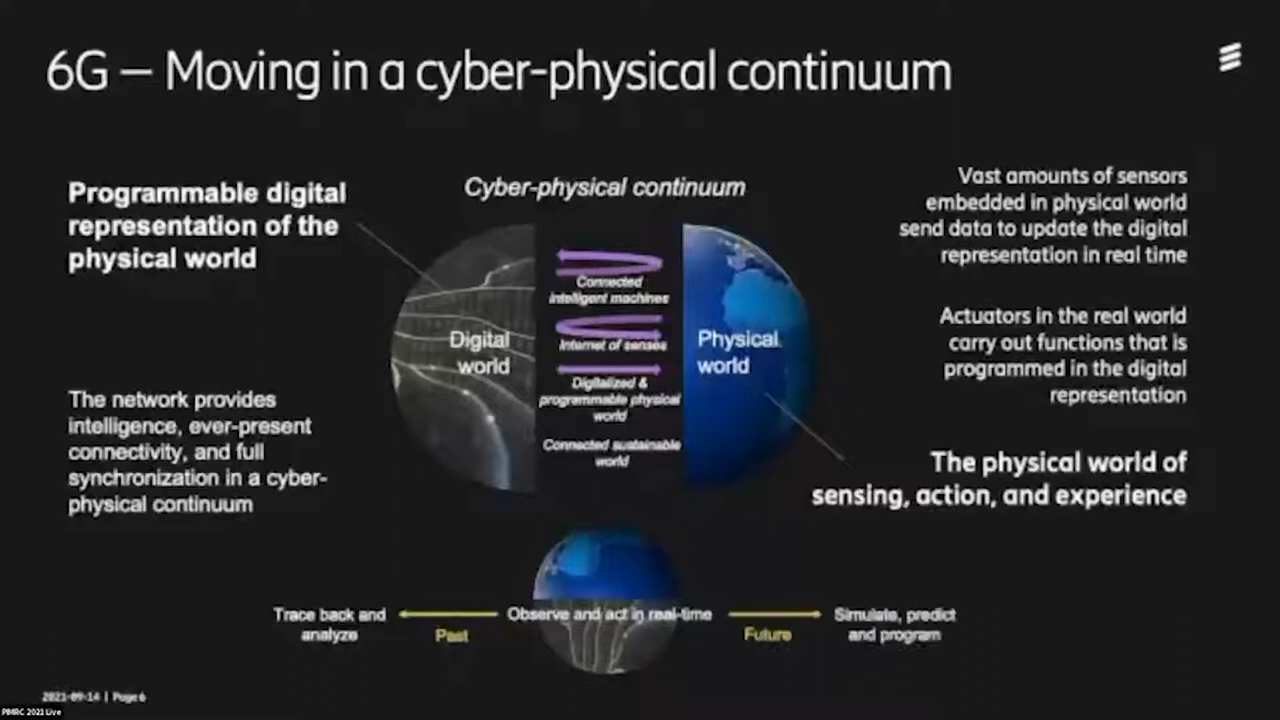 6G – Moving in a cyber-physical continuum
Programmable digital
representation of the
physical world
The network provides
intelligence, ever-present
connectivity, and full
synchronization in a cyber-
physical continuum
Cyber-physical continuum
Digital
world
Connected
intelligent machines
Internet of senses
Digitalized &
programmable physical
world
Connected sustainable
world
Physical
world
Vast amounts of sensors
embedded in physical world
send data to update the digital
representation in real time
Actuators in the real world
carry out functions that is
programmed in the digital
representation
The physical world of
sensing, action, and experience
Trace back and
analyze
Past
Observe and act in real-time
Future
Simulate, predict
and program
2021-09-14 | Page 6
PIMRC 2021 Live